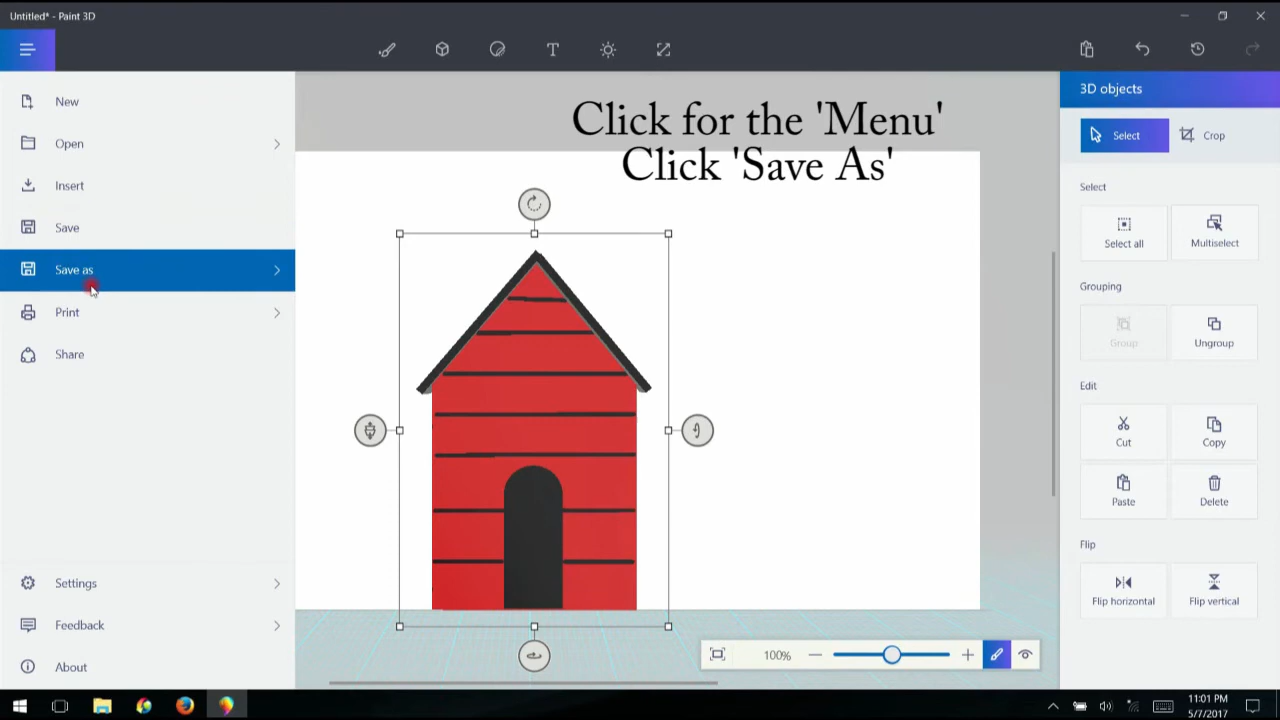 Untitled* - Paint 3D
Click for the 'Menu'
Click 'Save As'
New
Open
Insert
Save
Save as
Print
Share
Settings
Feedback
About
3D objects
Select
Crop
Select
Select all
Multiselect
Grouping
Group
Ungroup
Edit
Cut
Copy
Paste
Delete
Flip
Flip horizontal
Flip vertical
100%
11:01 PM
5/7/2017